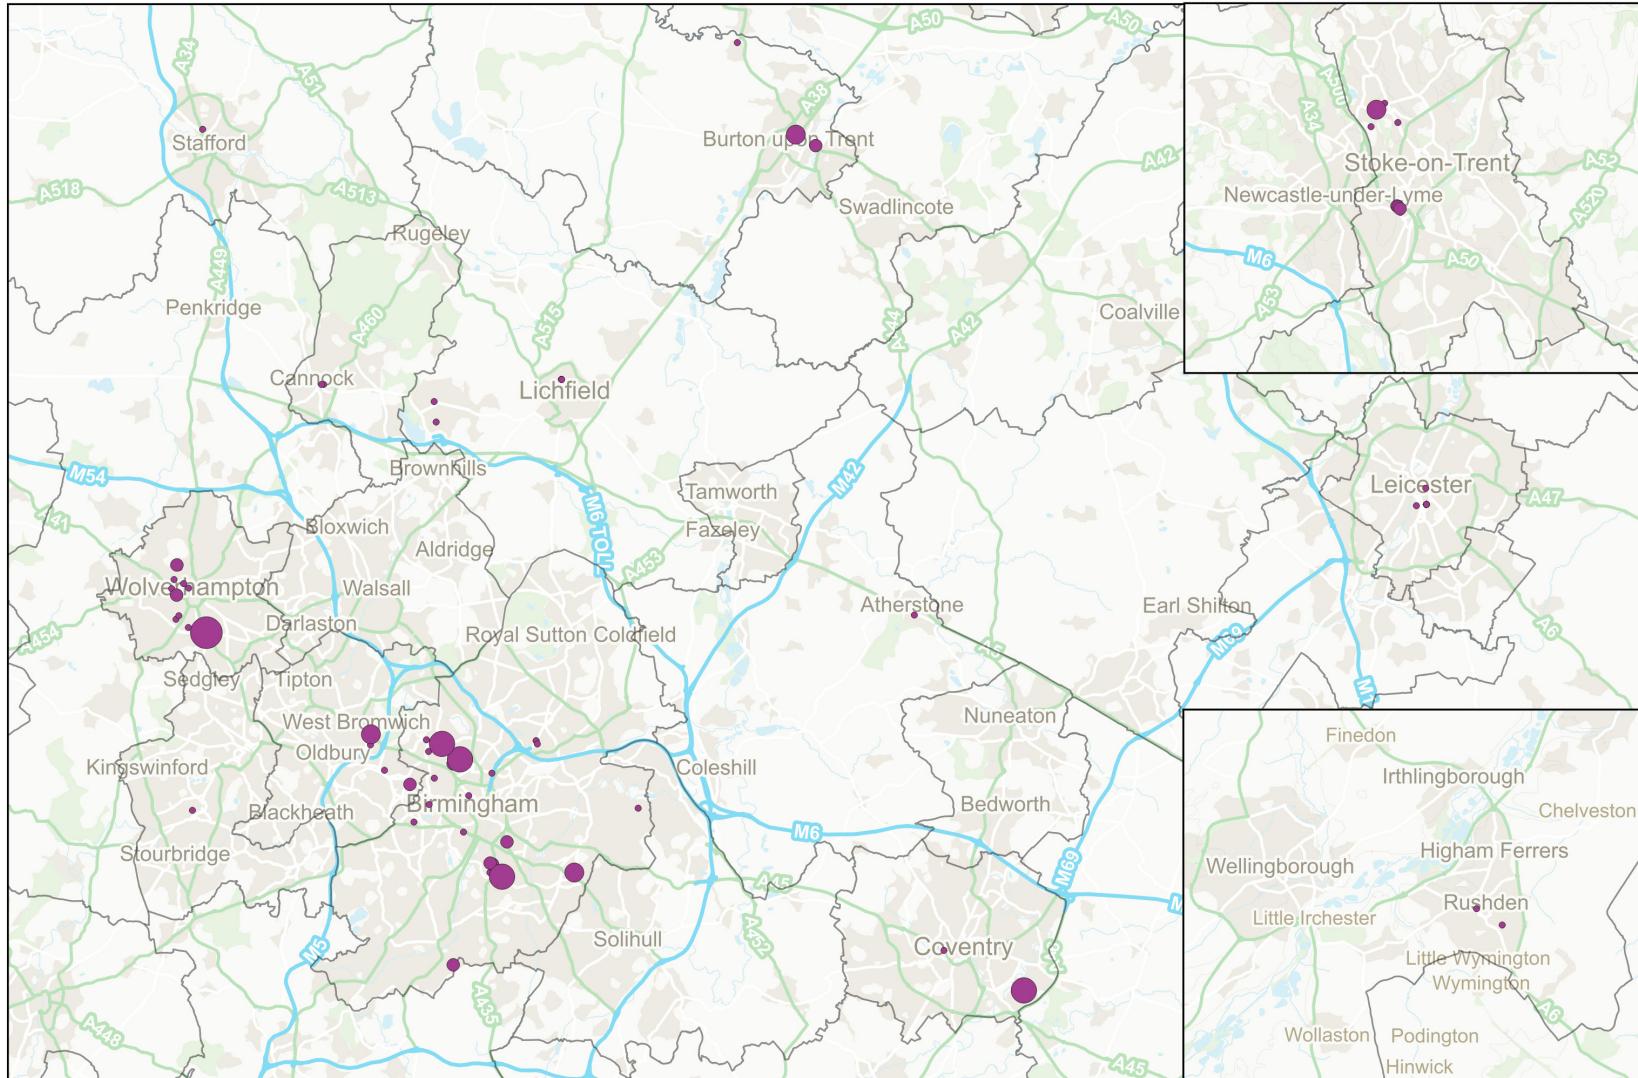 A34
A51
Stafford
A518
A513
A449
Penkridge
Rugeley
A460
Cannock
A515
Lichfield
A50
A50
A38
Burton upon Trent
A42
Swadlincote
Coalville
A42
A500
A34
Stoke-on-Trent
A52
Newcastle-under-Lyme
A520
M6
A50
A53
M54
Brownhills
M6 TOLL
Tamworth
M42
Fazeley
Leicester
A47
Bloxwich
Aldridge
A453
Wolverhampton
Walsall
Atherstone
Earl Shilton
A454
Darlaston
Royal Sutton Coldfield
M69
A6
Sedgley
Tipton
M1
West Bromwich
Oldbury
Nuneaton
Kingswinford
Coleshill
Blackheath
Birmingham
M6
Bedworth
Stourbridge
M69
A45
M5
Solihull
A452
Coventry
A435
A448
A45
Finedon
Irthlingborough
Chelveston
Higham Ferrers
Wellingborough
Rushden
Little Irchester
Little Wymington
Wymington
A6
Wollaston
Podington
Hinwick